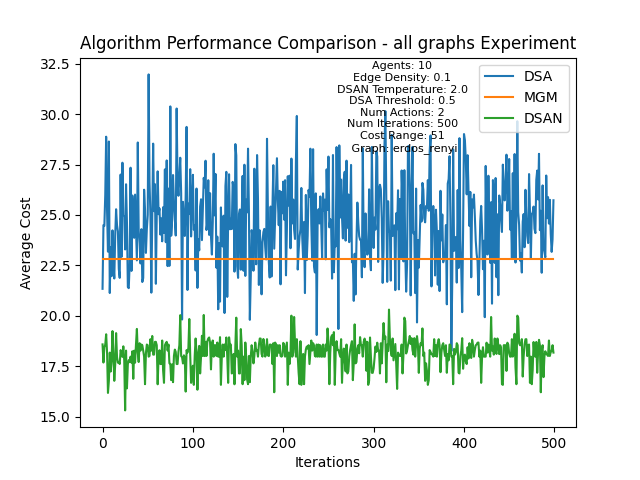 Algorithm Performance Comparison - all graphs Experiment
Agents: 10
Edge Density: 0.1
DSAN Temperature: 2.0
DSA Threshold: 0.5
Num Actions: 2
Num Iterations: 500
Cost Range: 51
Graph: erdos_renyi
DSA
MGM
DSAN
Average Cost
32.5
30.0
27.5
25.0
22.5
20.0
17.5
15.0
0
100
200
300
400
500
Iterations